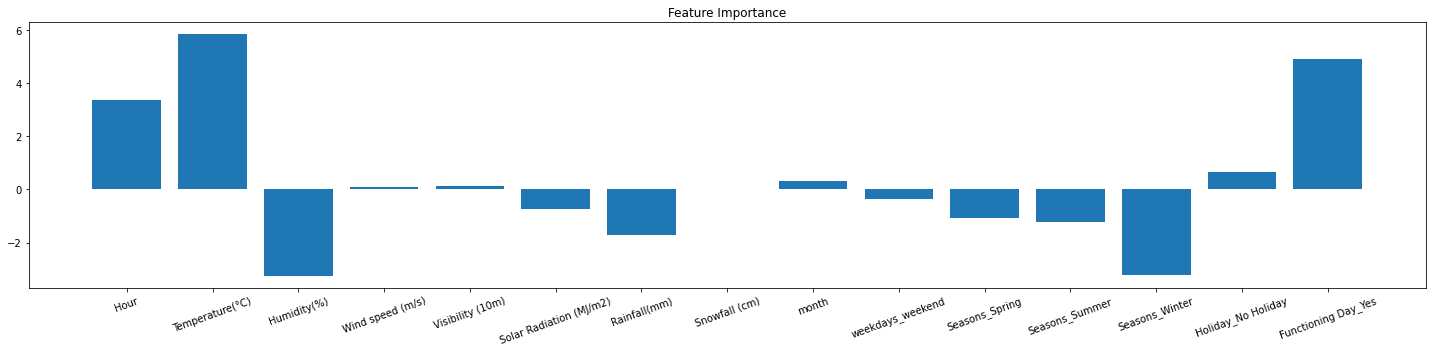 Feature Importance
6
4
2
0
−2
Hour
Temperature(°C)
Humidity(%)
Wind speed (m/s)
Visibility (10m)
Solar Radiation (MJ/m2)
Rainfall(mm)
Snowfall (cm)
month
weekdays_weekend
Seasons_Spring
Seasons_Summer
Seasons_Winter
Holiday_No Holiday
Functioning Day_Yes